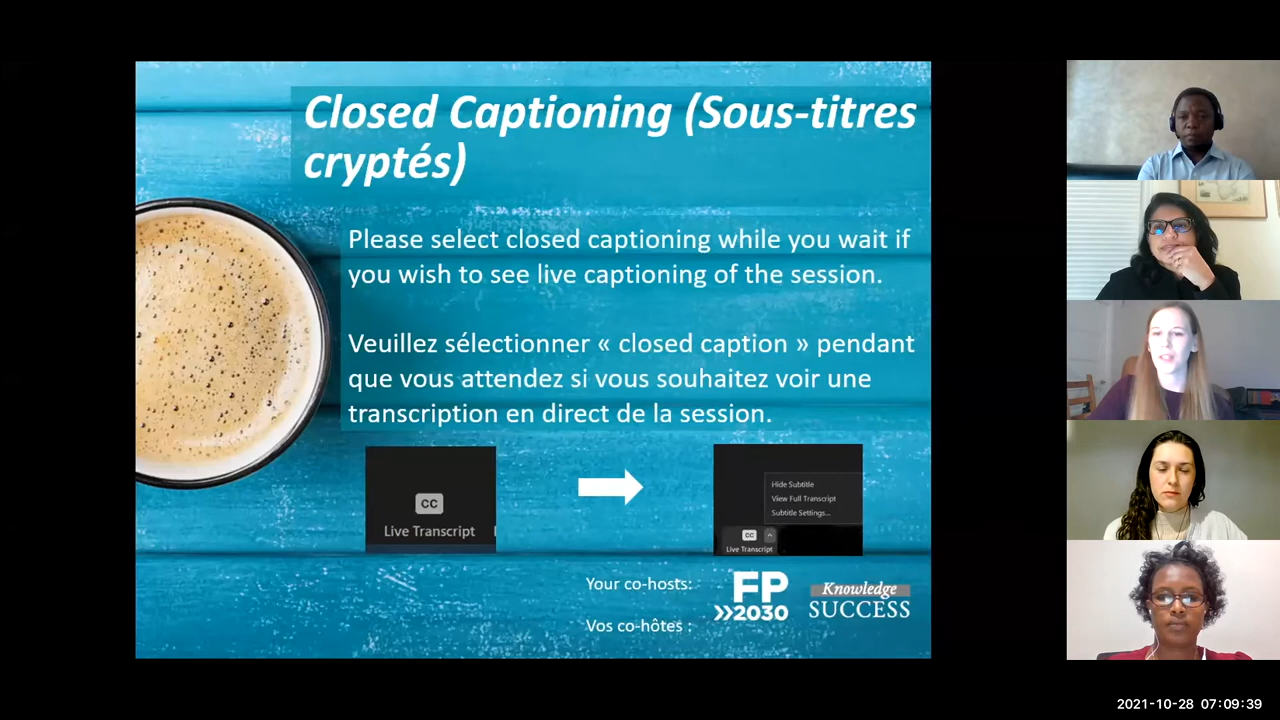 Closed Captioning (Sous-titres
cryptés)
Please select closed captioning while you wait if
you wish to see live captioning of the session.
Veuillez sélectionner « closed caption » pendant
que vous attendez si vous souhaitez voir une
transcription en direct de la session.
CC
Live Transcript
Hide Subtitle
View Full Transcript
Subtitle Settings...
CC
Live Transcript
Your co-hosts:
Vos co-hôtes :
FP
»2030
Knowledge
SUCCESS
2021-10-28 07:09:39